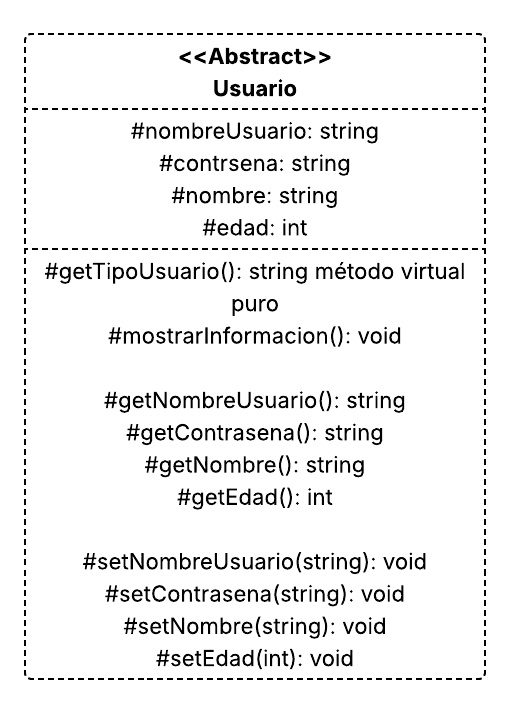 <<Abstract>>
Usuario
#nombreUsuario: string
#contrsena: string
#nombre: string
#edad: int
#getTipoUsuario(): string método virtual
puro
#mostrarInformacion(): void
#getNombreUsuario(): string
#getContrasena(): string
#getNombre(): string
#getEdad(): int
#setNombreUsuario(string): void
#setContrasena(string): void
#setNombre(string): void
#setEdad(int): void